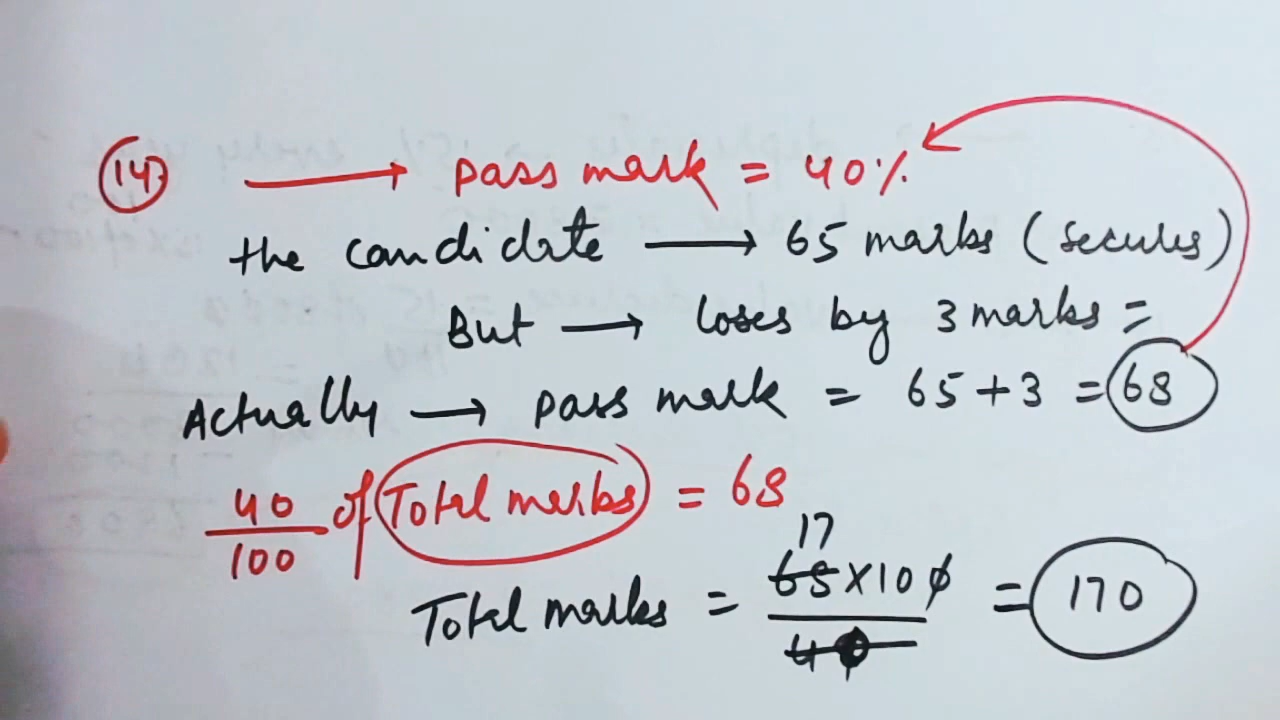 14) → pass mark = 40%
the candidate → 65 marks (secures)
But → loses by 3 marks =
Actually → pass mark = 65 + 3 = 68
40/100 of Total marks = 68
17
Total marks = 68 × 100 / 40 = 170